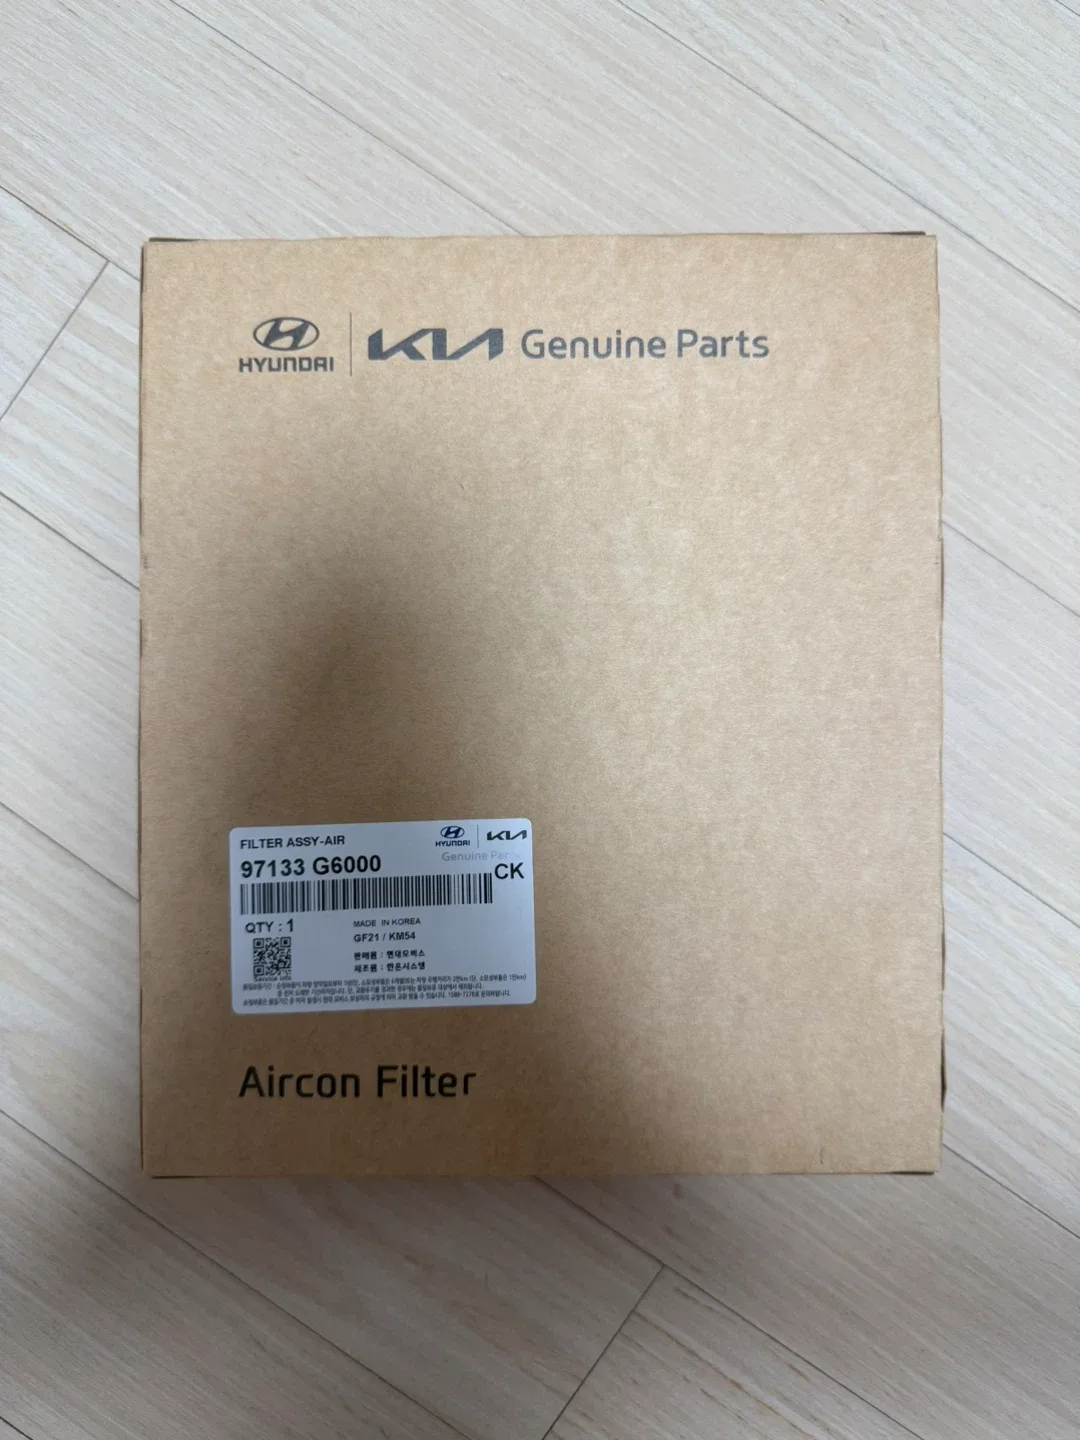 HYUNDAI KIA Genuine Parts
FILTER ASSY-AIR
HYUNDAI KIA
97133 G6000
Genuine Parts
CK
QTY : 1
MADE IN KOREA
GF21 / KM54
판매원 : 현대모비스
제조원 : 한온시스템
Service Info
Aircon Filter